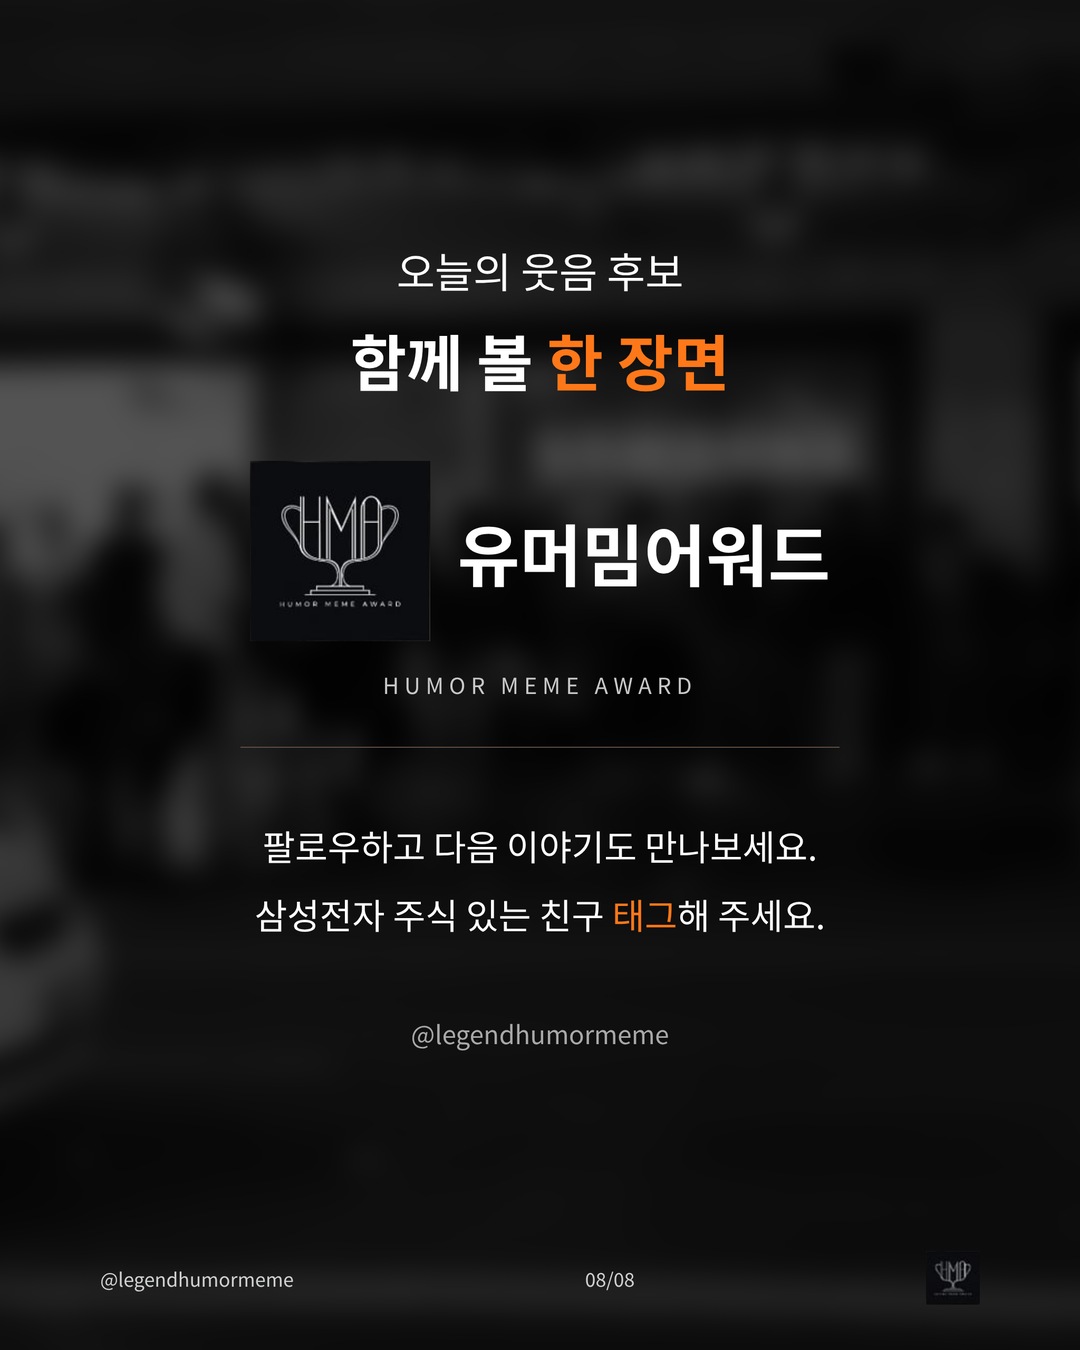 오늘의 웃음 후보
함께 볼 한 장면
HMA
HUMOR MEME AWARD
유머밈어워드
HUMOR MEME AWARD
팔로우하고 다음 이야기도 만나보세요.
삼성전자 주식 있는 친구 태그해 주세요.
@legendhumormeme
@legendhumormeme
08/08
HMA